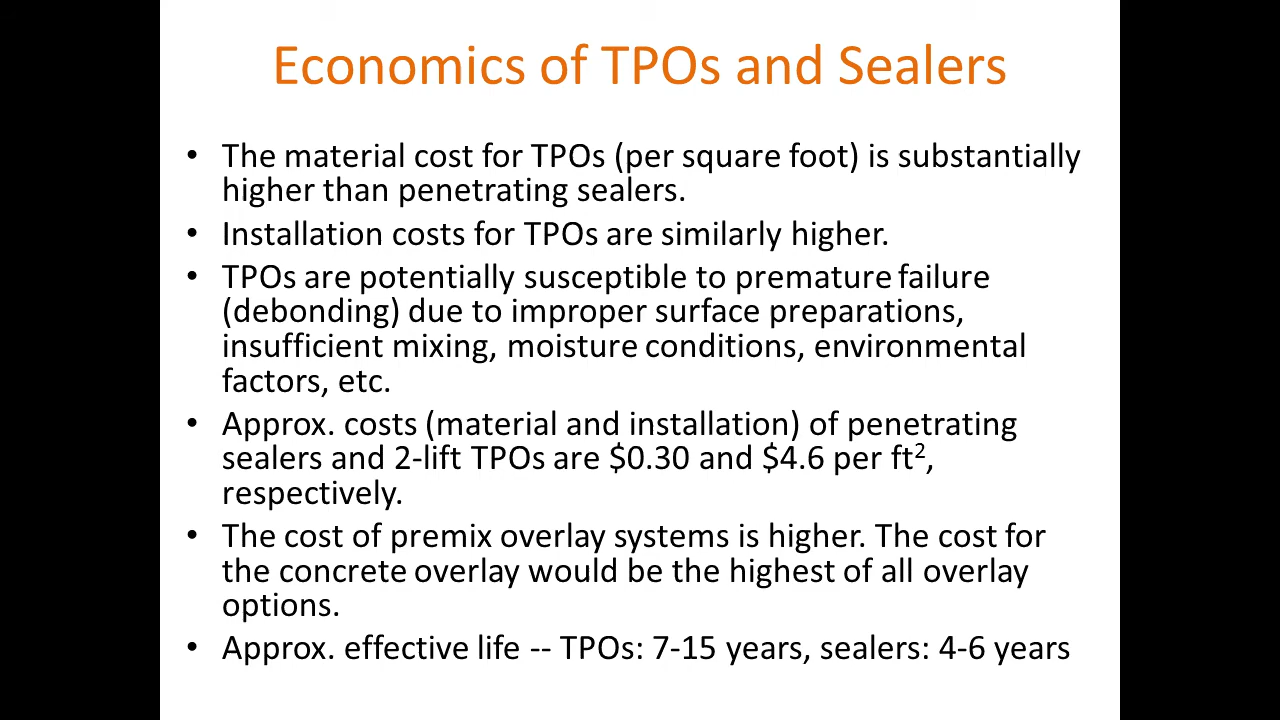 Economics of TPOs and Sealers
• The material cost for TPOs (per square foot) is substantially
higher than penetrating sealers.
• Installation costs for TPOs are similarly higher.
• TPOs are potentially susceptible to premature failure
(debonding) due to improper surface preparations,
insufficient mixing, moisture conditions, environmental
factors, etc.
• Approx. costs (material and installation) of penetrating
sealers and 2-lift TPOs are $0.30 and $4.6 per ft²,
respectively.
• The cost of premix overlay systems is higher. The cost for
the concrete overlay would be the highest of all overlay
options.
• Approx. effective life -- TPOs: 7-15 years, sealers: 4-6 years